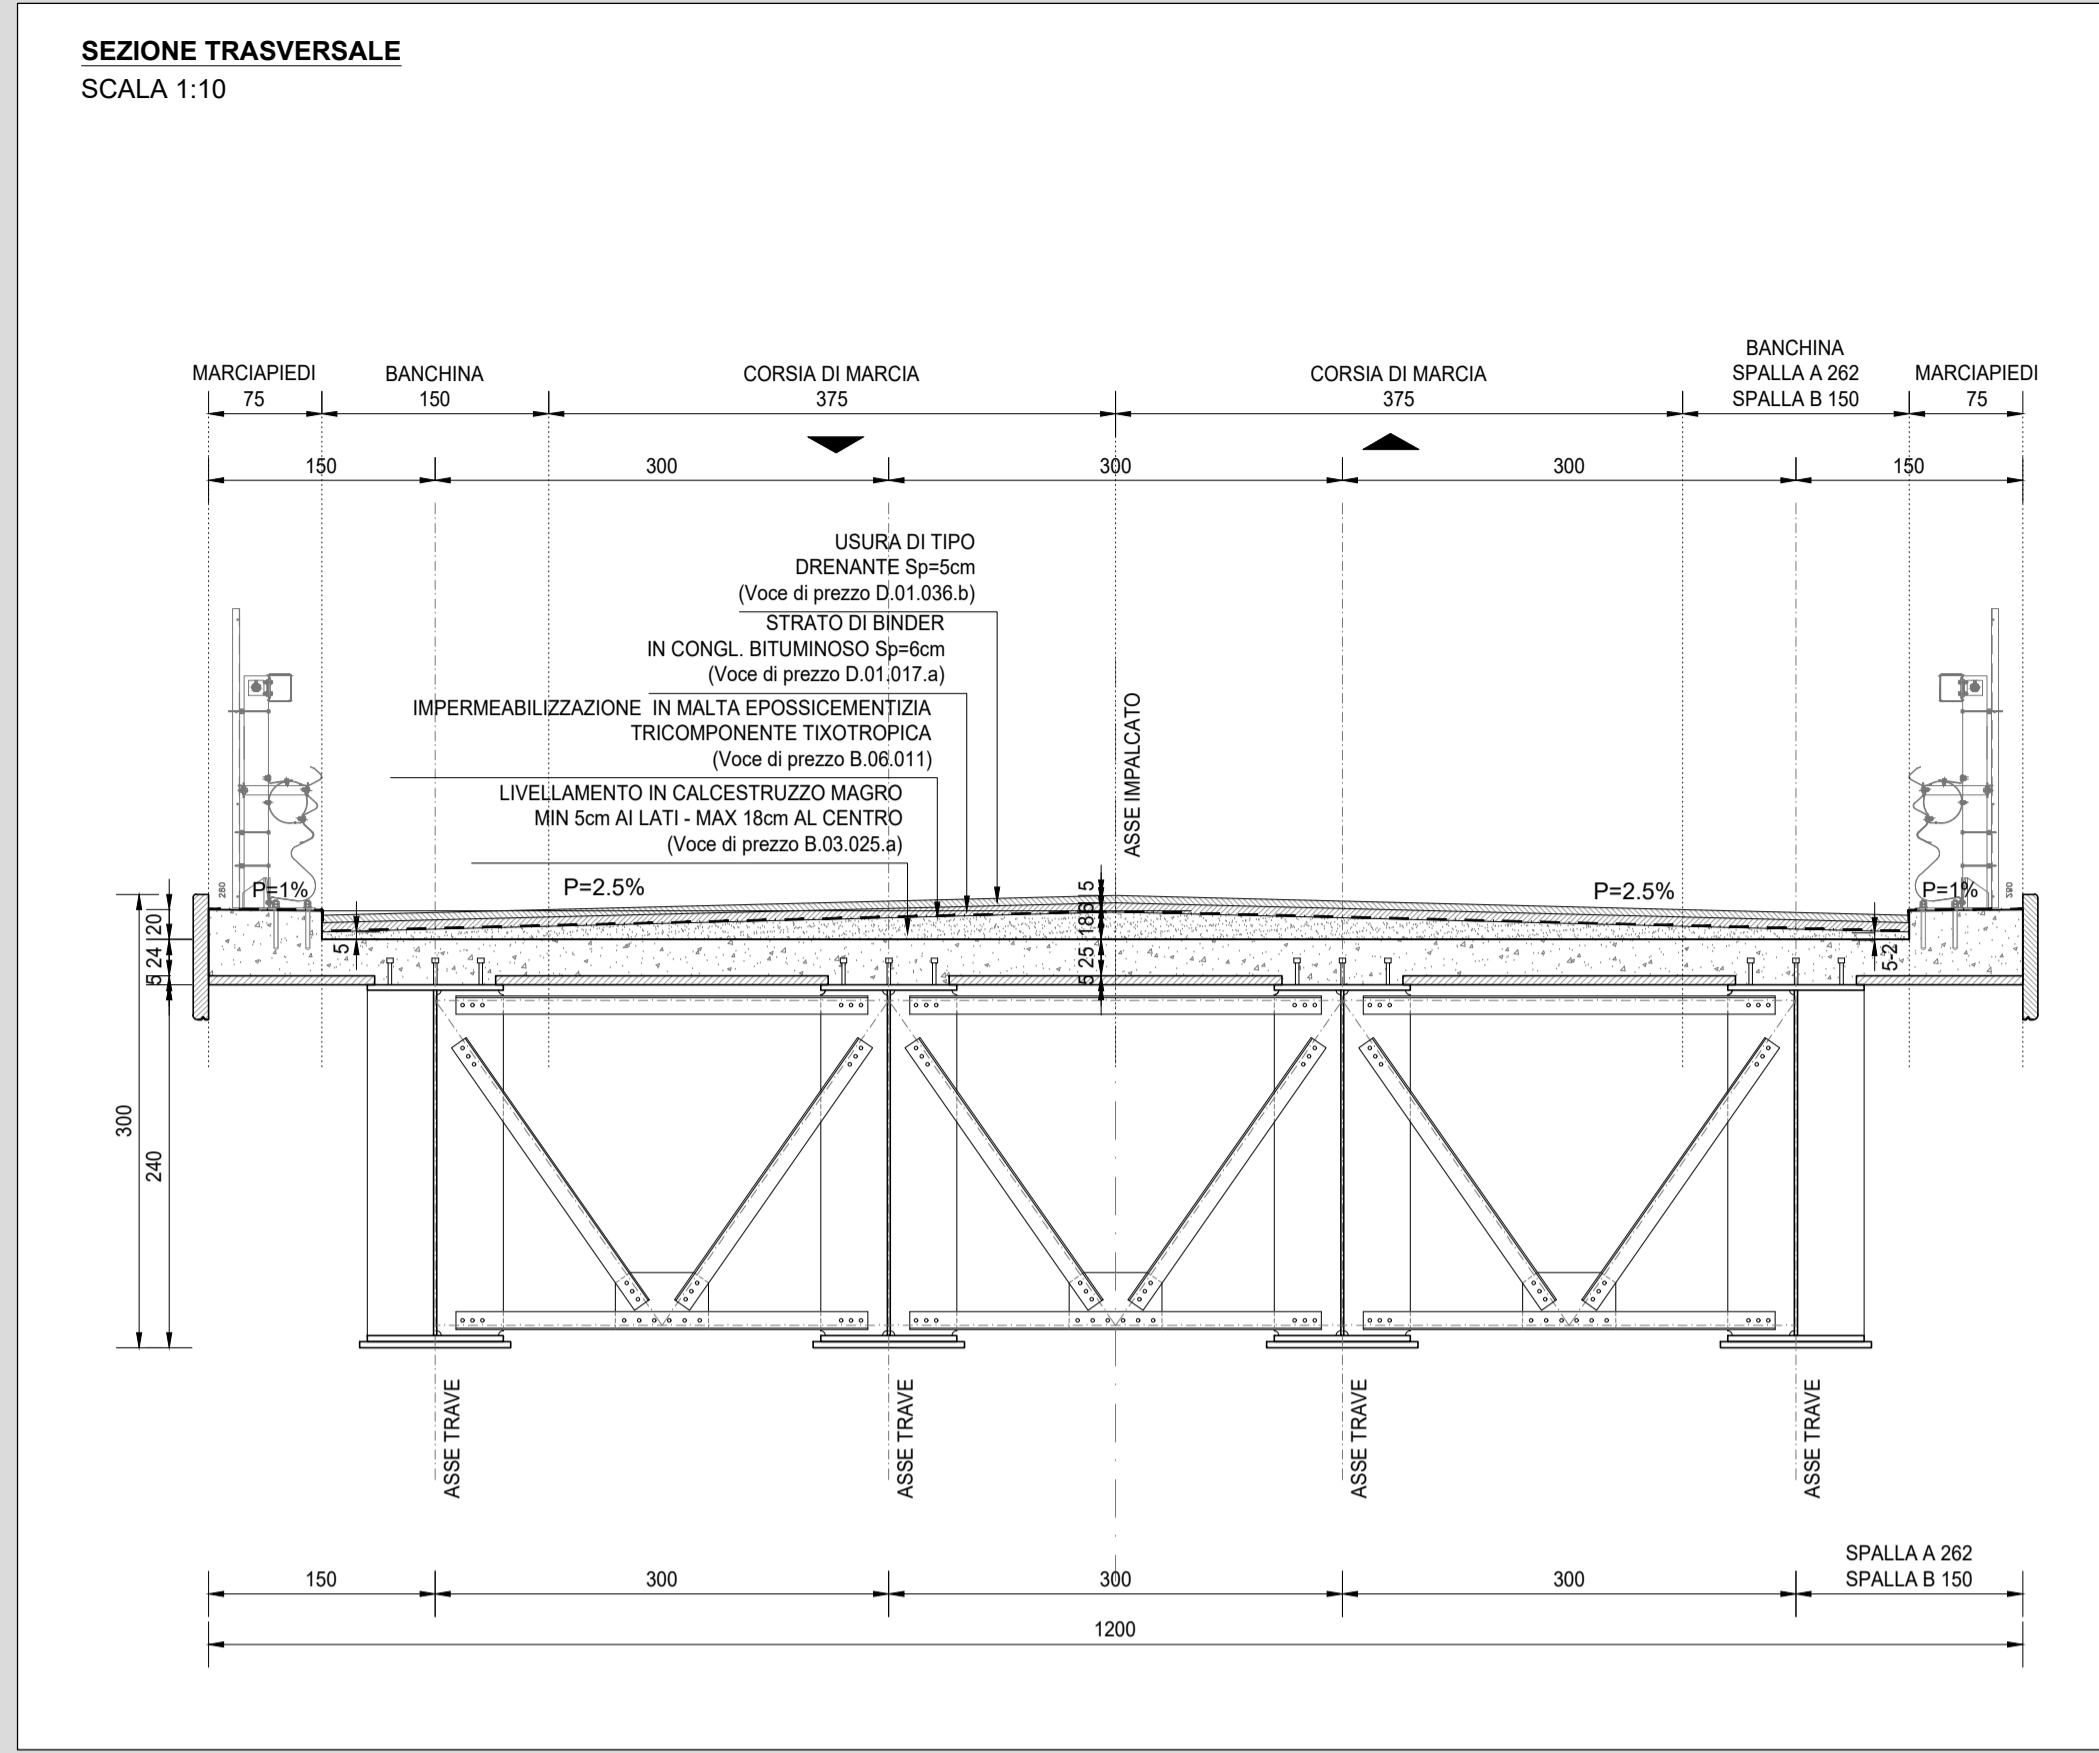 SEZIONE TRASVERSALE
SCALA 1:10
BANCHINA
MARCIAPIEDI BANCHINA CORSIA DI MARCIA CORSIA DI MARCIA SPALLA A 262 MARCIAPIEDI
75 150 375 375 SPALLA B 150 75
150 300 300 300 150
USURA DI TIPO
DRENANTE Sp=5cm
(Voce di prezzo D.01.036.b)
STRATO DI BINDER
IN CONGL. BITUMINOSO Sp=6cm
(Voce di prezzo D.01.017.a)
IMPERMEABILIZZAZIONE IN MALTA EPOSSICEMENTIZIA
TRICOMPONENTE TIXOTROPICA
(Voce di prezzo B.06.011)
LIVELLAMENTO IN CALCESTRUZZO MAGRO
MIN 5cm AI LATI - MAX 18cm AL CENTRO
(Voce di prezzo B.03.025.a)
ASSE IMPALCATO
280
P=1%
P=2.5%
P=2.5%
P=1%
280
20
24
5
5
5
18
25
5
5-2
300
240
ASSE TRAVE
ASSE TRAVE
ASSE TRAVE
ASSE TRAVE
SPALLA A 262
150 300 300 300 SPALLA B 150
1200